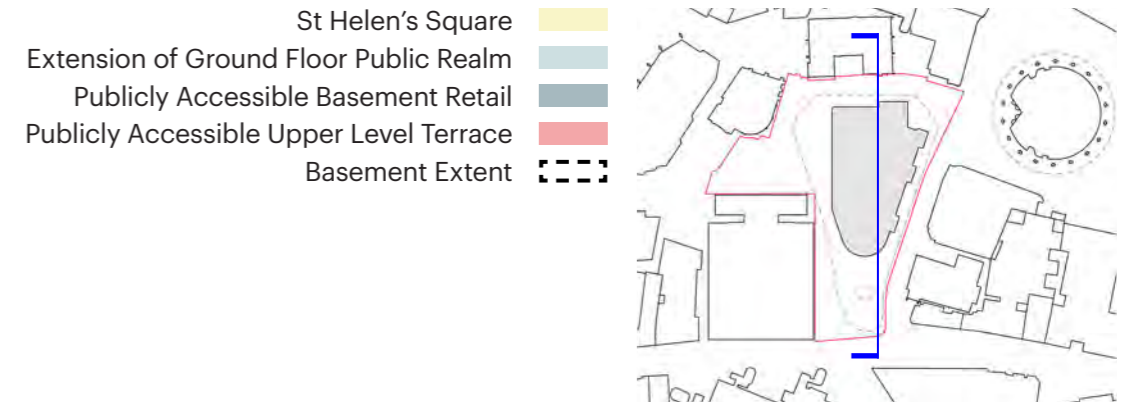 St Helen's Square
Extension of Ground Floor Public Realm
Publicly Accessible Basement Retail
Publicly Accessible Upper Level Terrace
Basement Extent